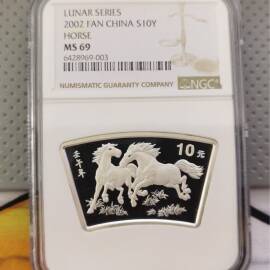 LUNAR SERIES
2002 FAN CHINA S10Y
HORSE
MS 69
6428969-003
NUMISMATIC GUARANTY COMPANY
NGC
10元
壬午年